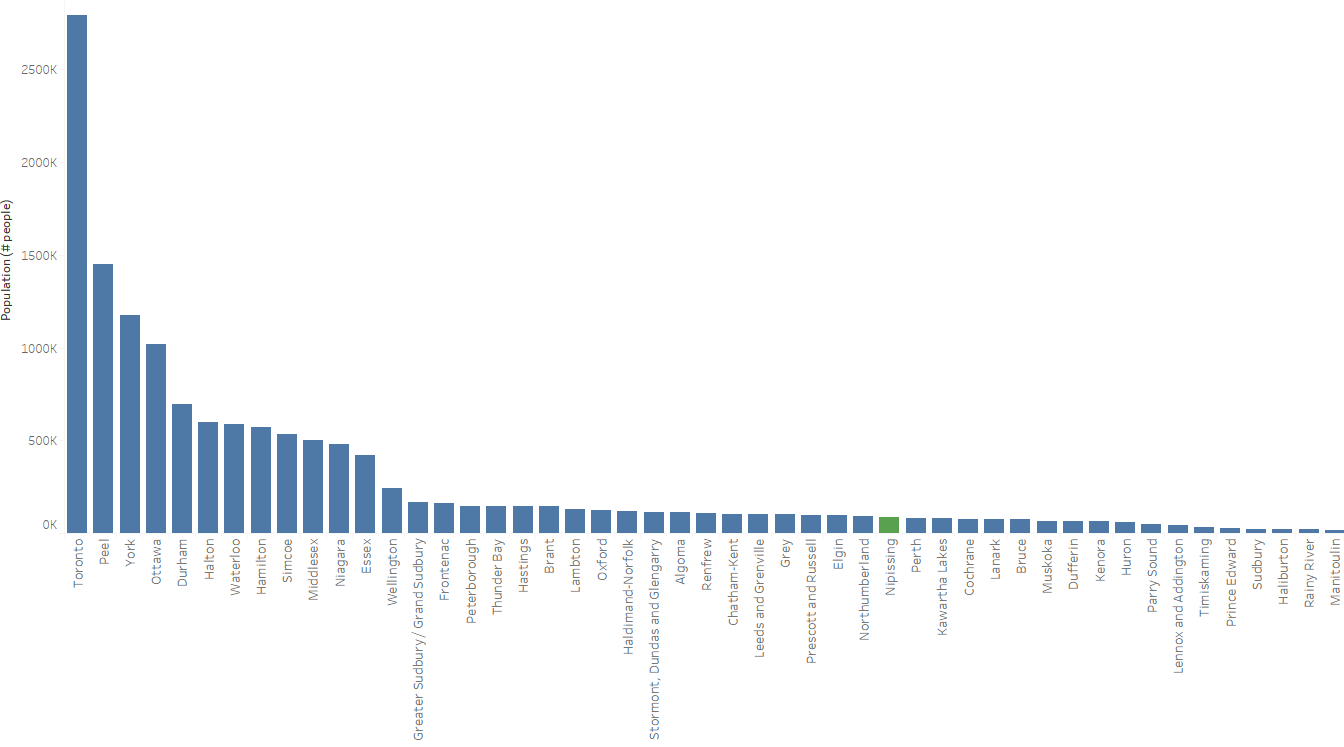 2500K
2000K
1500K
1000K
500K
0K
Population (# people)
Toronto
Peel
York
Ottawa
Durham
Halton
Waterloo
Hamilton
Simcoe
Middlesex
Niagara
Essex
Wellington
Greater Sudbury / Grand Sudbury
Frontenac
Peterborough
Thunder Bay
Hastings
Brant
Lambton
Oxford
Haldimand-Norfolk
Stormont, Dundas and Glengarry
Algoma
Renfrew
Chatham-Kent
Leeds and Grenville
Grey
Prescott and Russell
Elgin
Northumberland
Nipissing
Perth
Kawartha Lakes
Cochrane
Lanark
Bruce
Muskoka
Dufferin
Kenora
Huron
Parry Sound
Lennox and Addington
Timiskaming
Prince Edward
Sudbury
Haliburton
Rainy River
Manitoulin